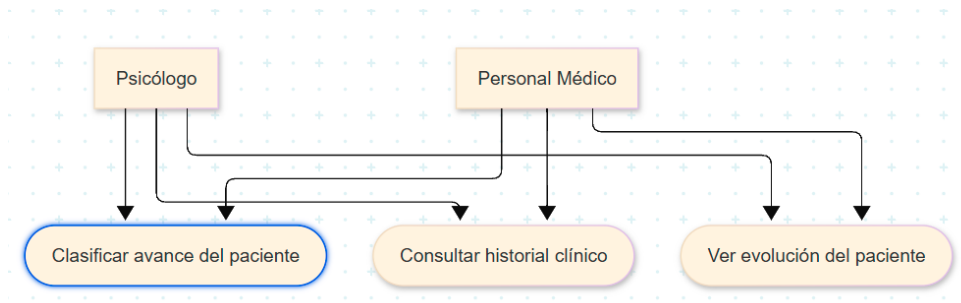 Psicólogo
Personal Médico
Clasificar avance del paciente
Consultar historial clínico
Ver evolución del paciente